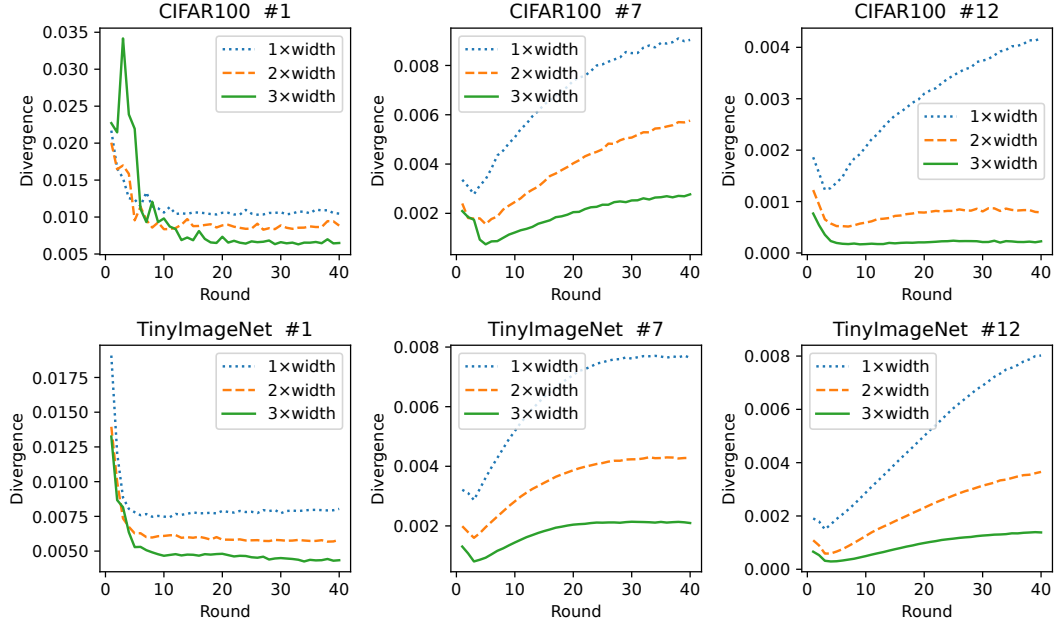 CIFAR100 #1
0.035
0.030
0.025
0.020
0.015
0.010
0.005
Divergence
1×width
2×width
3×width
0 10 20 30 40
Round
CIFAR100 #7
0.008
0.006
0.004
0.002
Divergence
1×width
2×width
3×width
0 10 20 30 40
Round
CIFAR100 #12
0.004
0.003
0.002
0.001
0.000
Divergence
1×width
2×width
3×width
0 10 20 30 40
Round
TinyImageNet #1
0.0175
0.0150
0.0125
0.0100
0.0075
0.0050
Divergence
1×width
2×width
3×width
0 10 20 30 40
Round
TinyImageNet #7
0.008
0.006
0.004
0.002
Divergence
1×width
2×width
3×width
0 10 20 30 40
Round
TinyImageNet #12
0.008
0.006
0.004
0.002
0.000
Divergence
1×width
2×width
3×width
0 10 20 30 40
Round